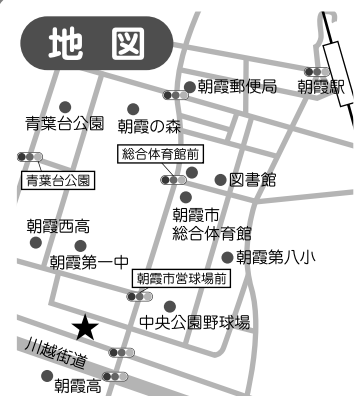 地図
朝霞郵便局
朝霞駅
青葉台公園
朝霞の森
総合体育館前
青葉台公園
図書館
朝霞市
総合体育館
朝霞西高
朝霞第一中
朝霞第八小
朝霞市営球場前
中央公園野球場
川越街道
朝霞高